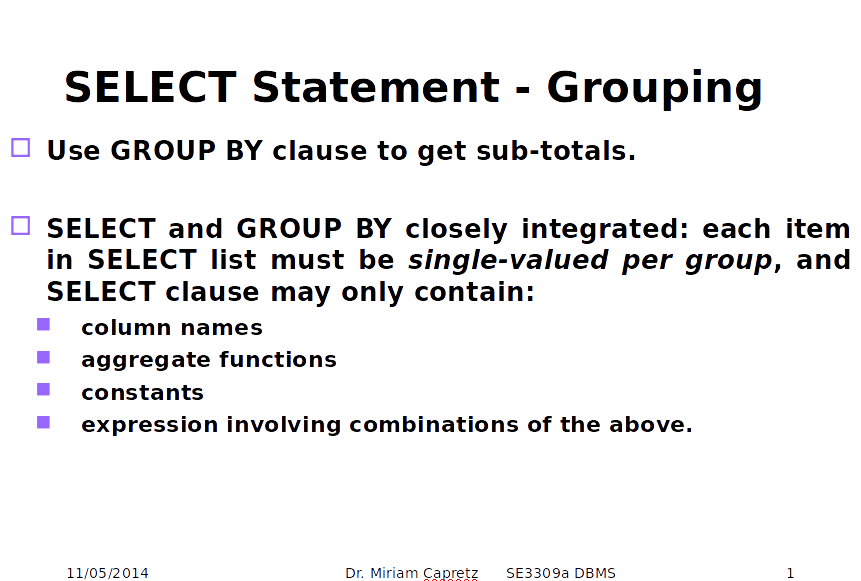 SELECT Statement - Grouping
Use GROUP BY clause to get sub-totals.
SELECT and GROUP BY closely integrated: each item
in SELECT list must be single-valued per group, and
SELECT clause may only contain:
column names
aggregate functions
constants
expression involving combinations of the above.
11/05/2014 Dr. Miriam Capretz SE3309a DBMS 1